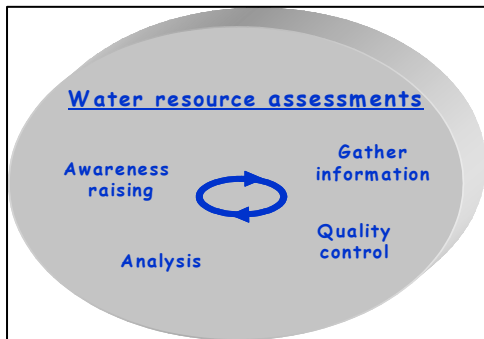 Water resource assessments
Gather
information
Awareness
raising
Quality
control
Analysis